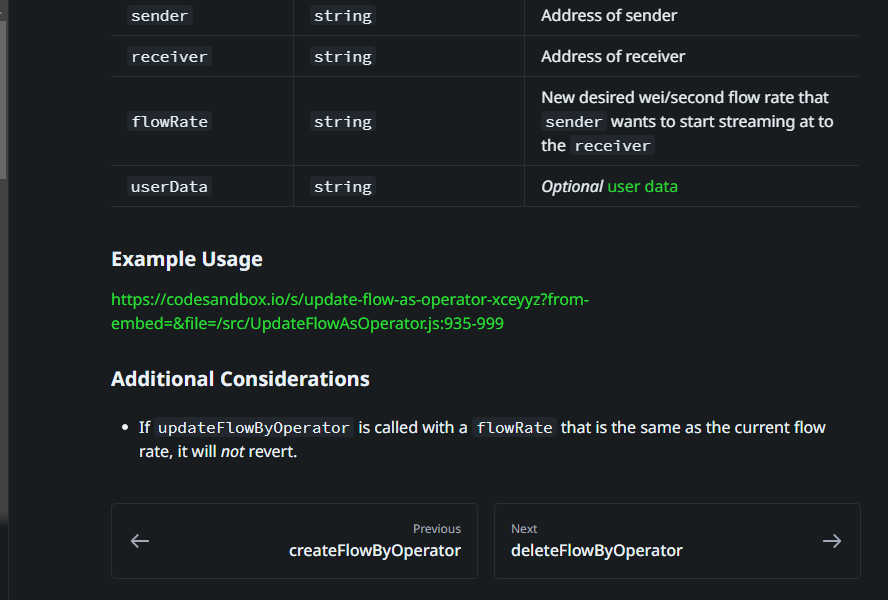 sender string Address of sender
receiver string Address of receiver
New desired wei/second flow rate that
flowRate string sender wants to start streaming at to
the receiver
userData string Optional user data
Example Usage
https://codesandbox.io/s/update-flow-as-operator-xceyyz?from-
embed=&file=/src/UpdateFlowAsOperator.js:935-999
Additional Considerations
• If updateFlowByOperator is called with a flowRate that is the same as the current flow
rate, it will not revert.
Previous
createFlowByOperator
Next
deleteFlowByOperator